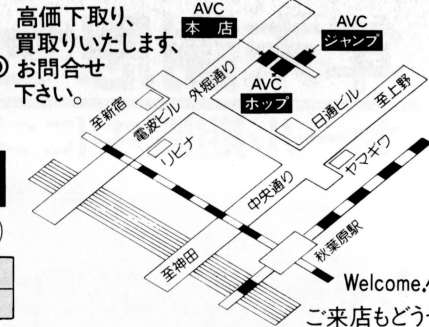 高価下取り、
買取りいたします、
お問合せ
下さい。
AVC
本店
AVC
ジャンプ
AVC
ホップ
外堀通り
至新宿
電波ビル
リビナ
日通ビル
至上野
ヤマギワ
中央通り
秋葉原駅
至神田
Welcome
ご来店もどう